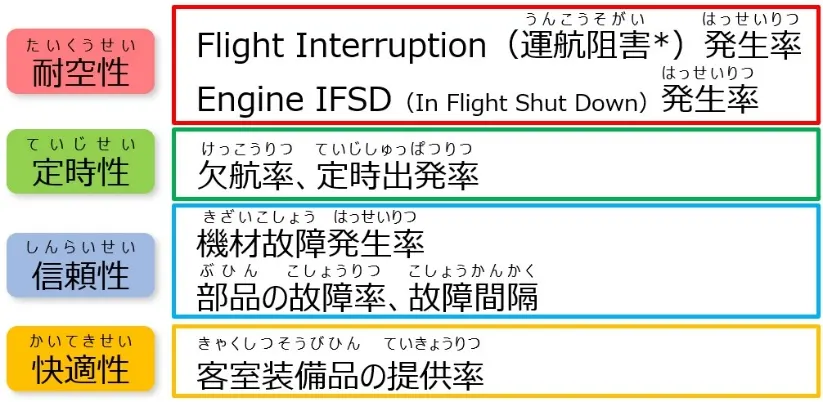 たいくうせい
耐空性
うんこうそがい はっせいりつ
Flight Interruption（運航阻害*）発生率
はっせいりつ
Engine IFSD（In Flight Shut Down）発生率
ていじせい
定時性
けっこうりつ ていじしゅっぱつりつ
欠航率、定時出発率
しんらいせい
信頼性
きざいこしょう はっせいりつ
機材故障発生率
ぶひん こしょうりつ こしょうかんかく
部品の故障率、故障間隔
かいてきせい
快適性
きゃくしつそうびひん ていきょうりつ
客室装備品の提供率